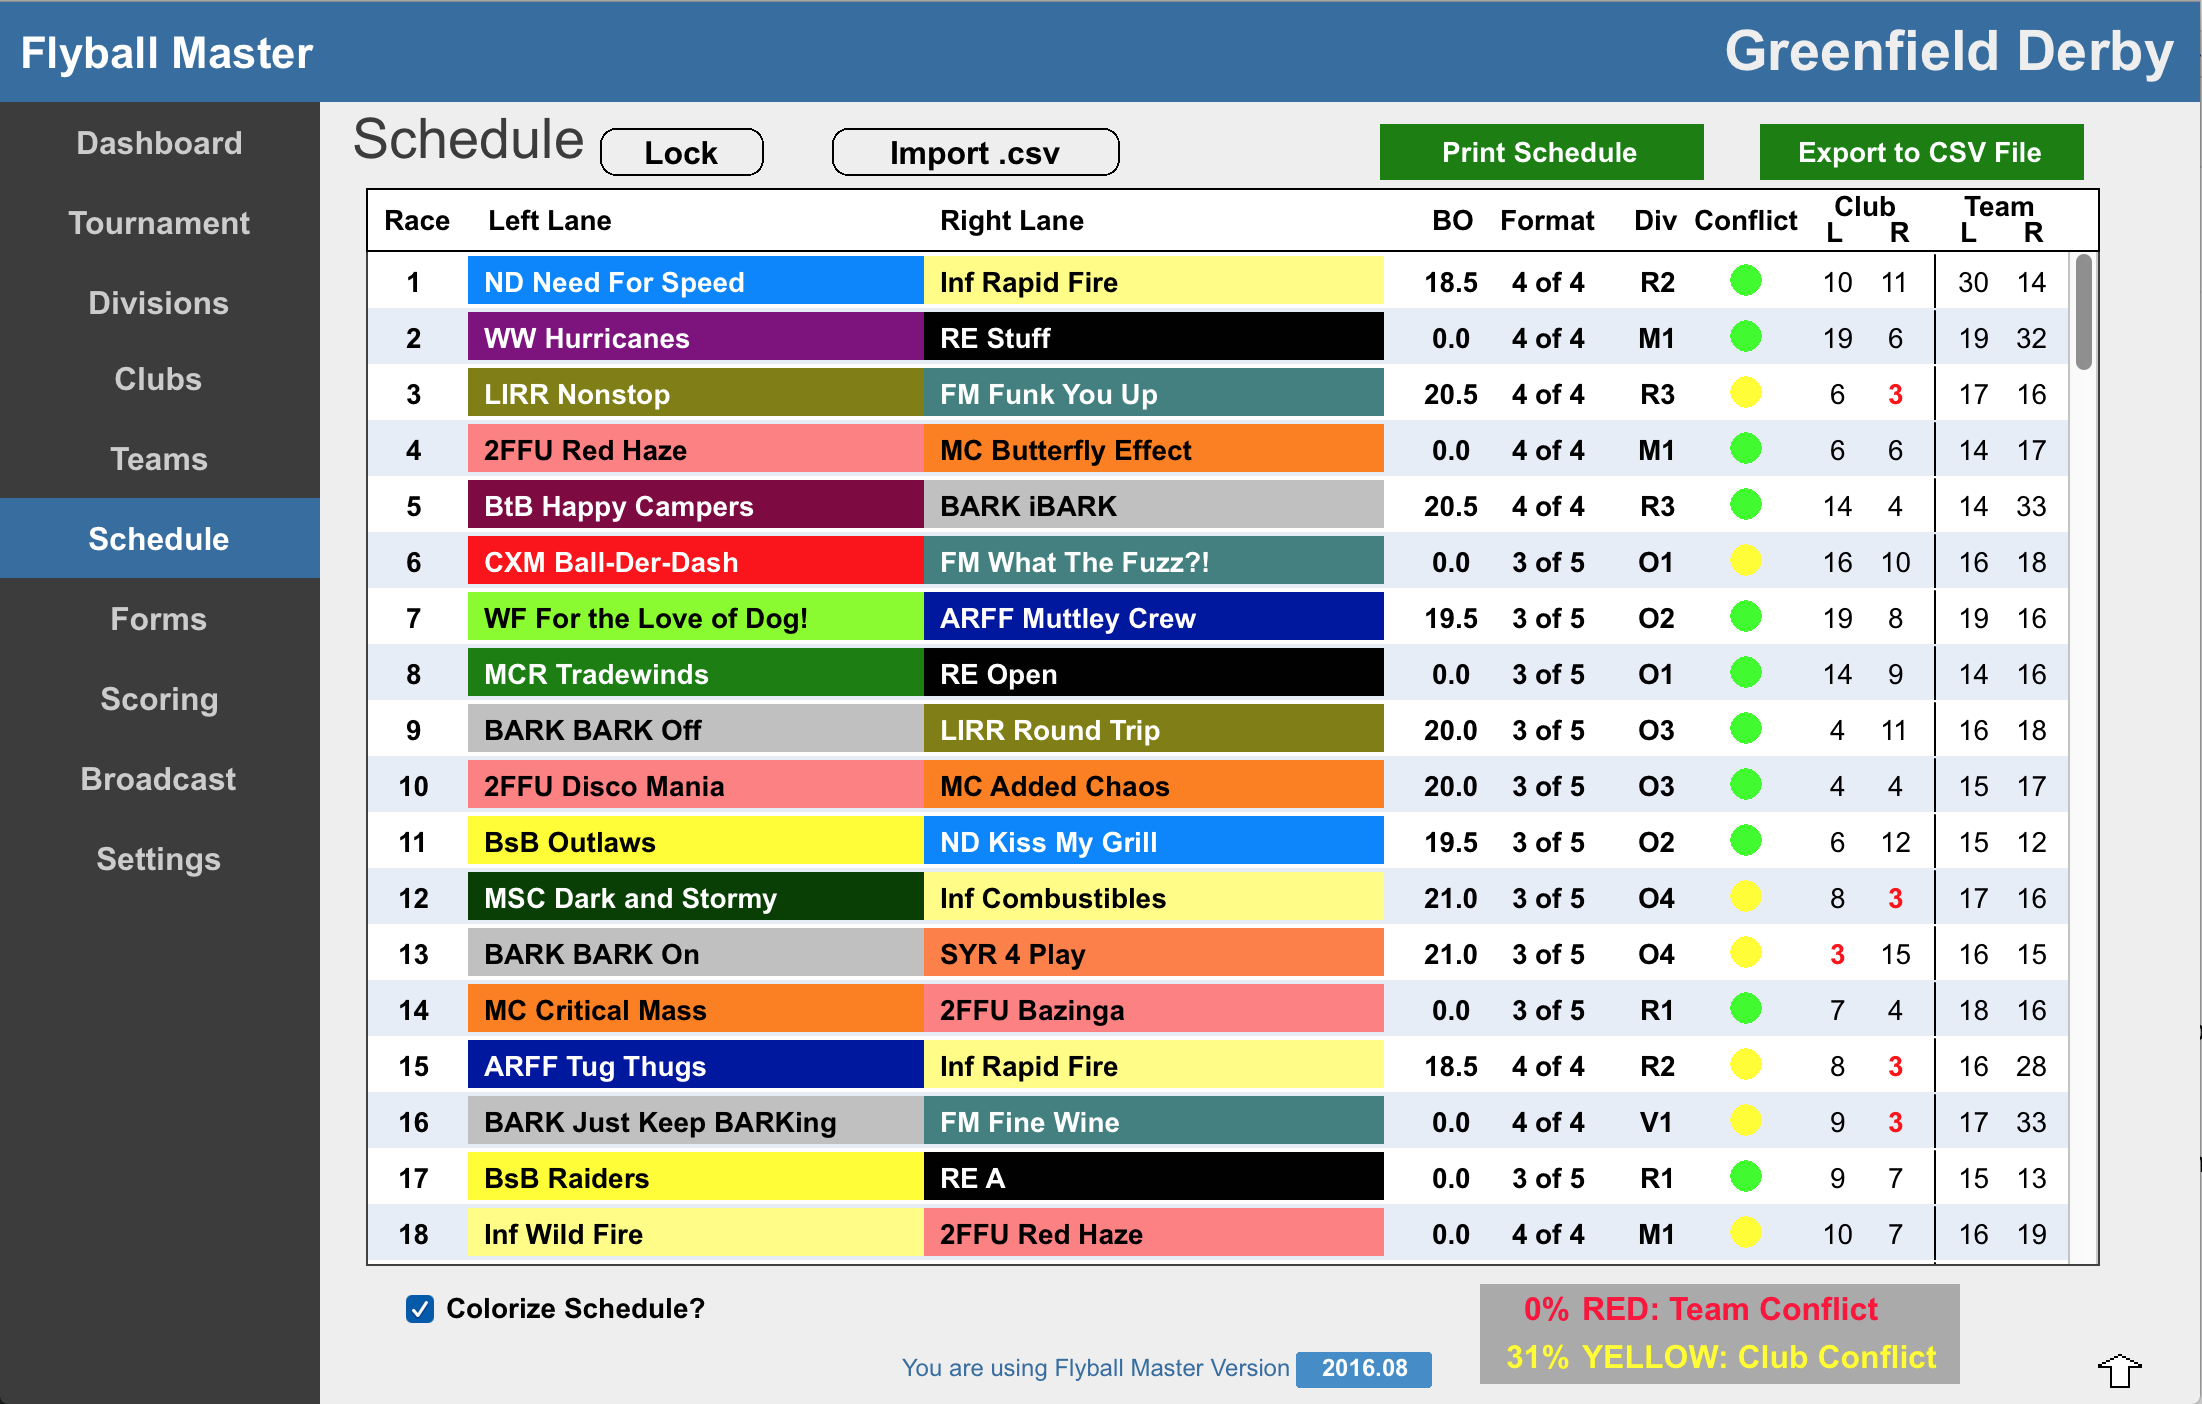 Flyball Master Greenfield Derby
Dashboard
Tournament
Divisions
Clubs
Teams
Schedule
Forms
Scoring
Broadcast
Settings
Schedule Lock Import .csv Print Schedule Export to CSV File
Race Left Lane Right Lane BO Format Div Conflict Club L R Team L R
1 ND Need For Speed Inf Rapid Fire 18.5 4 of 4 R2 10 11 30 14
2 WW Hurricanes RE Stuff 0.0 4 of 4 M1 19 6 19 32
3 LIRR Nonstop FM Funk You Up 20.5 4 of 4 R3 6 3 17 16
4 2FFU Red Haze MC Butterfly Effect 0.0 4 of 4 M1 6 6 14 17
5 BtB Happy Campers BARK iBARK 20.5 4 of 4 R3 14 4 14 33
6 CXM Ball-Der-Dash FM What The Fuzz?! 0.0 3 of 5 O1 16 10 16 18
7 WF For the Love of Dog! ARFF Muttley Crew 19.5 3 of 5 O2 19 8 19 16
8 MCR Tradewinds RE Open 0.0 3 of 5 O1 14 9 14 16
9 BARK BARK Off LIRR Round Trip 20.0 3 of 5 O3 4 11 16 18
10 2FFU Disco Mania MC Added Chaos 20.0 3 of 5 O3 4 4 15 17
11 BsB Outlaws ND Kiss My Grill 19.5 3 of 5 O2 6 12 15 12
12 MSC Dark and Stormy Inf Combustibles 21.0 3 of 5 O4 8 3 17 16
13 BARK BARK On SYR 4 Play 21.0 3 of 5 O4 3 15 16 15
14 MC Critical Mass 2FFU Bazinga 0.0 3 of 5 R1 7 4 18 16
15 ARFF Tug Thugs Inf Rapid Fire 18.5 4 of 4 R2 8 3 16 28
16 BARK Just Keep BARKing FM Fine Wine 0.0 4 of 4 V1 9 3 17 33
17 BsB Raiders RE A 0.0 3 of 5 R1 9 7 15 13
18 Inf Wild Fire 2FFU Red Haze 0.0 4 of 4 M1 10 7 16 19
Colorize Schedule?
0% RED: Team Conflict
31% YELLOW: Club Conflict
You are using Flyball Master Version 2016.08